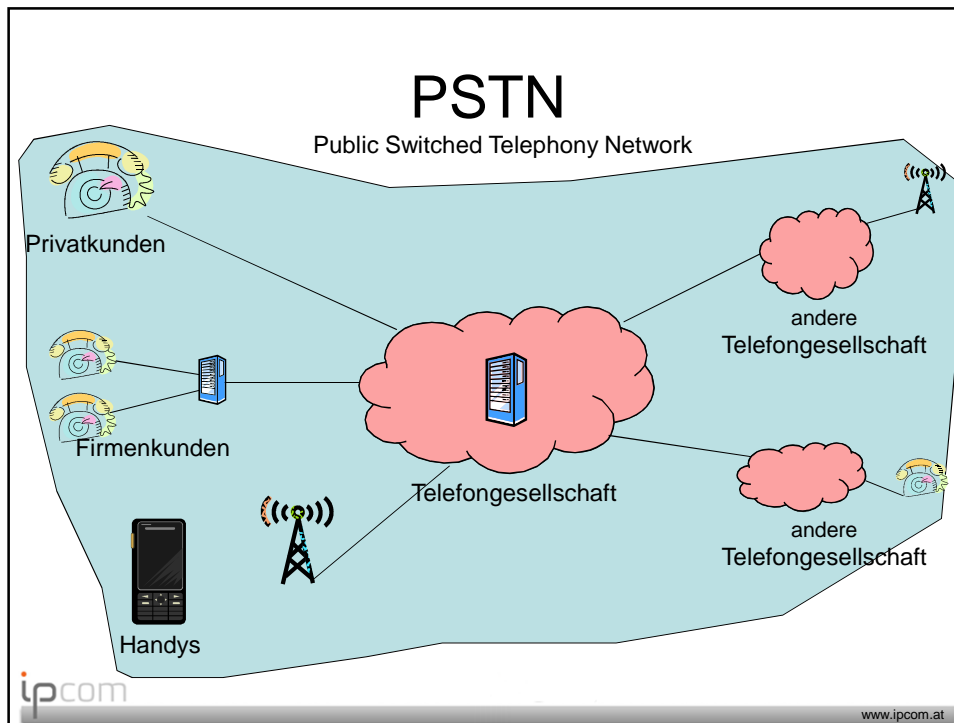 PSTN
Public Switched Telephony Network
Privatkunden
andere
Telefongesellschaft
Firmenkunden
Telefongesellschaft
andere
Telefongesellschaft
Handys
ipcom
www.ipcom.at